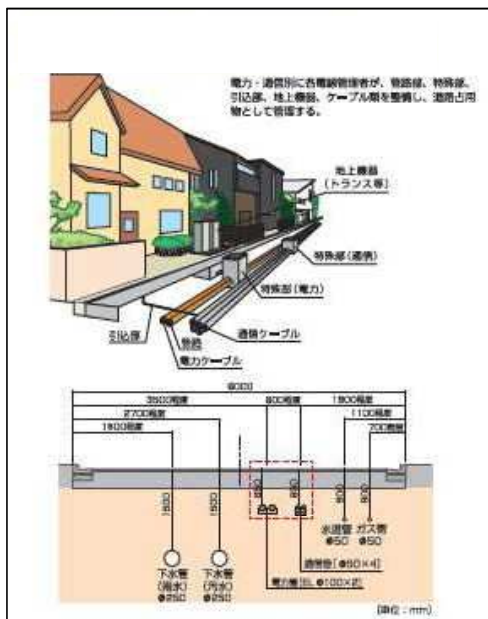 電力・通信別に各電線管理者が、管路部、特殊部、
引込部、地上機器、ケーブル類を整備し、道路占用
物として管理する。
地上機器
(トランス等)
特殊部(通信)
特殊部(電力)
引込部
通信ケーブル
管路
電力ケーブル
6000
3500程度
800程度
1900程度
2700程度
1100程度
1800程度
700程度
1500
1500
水道管
ガス管
φ50
φ50
下水管
下水管
(雨水)
(汚水)
φ250
φ250
通信管[φ50×4]
電力管[SL φ100×2]
(単位:mm)